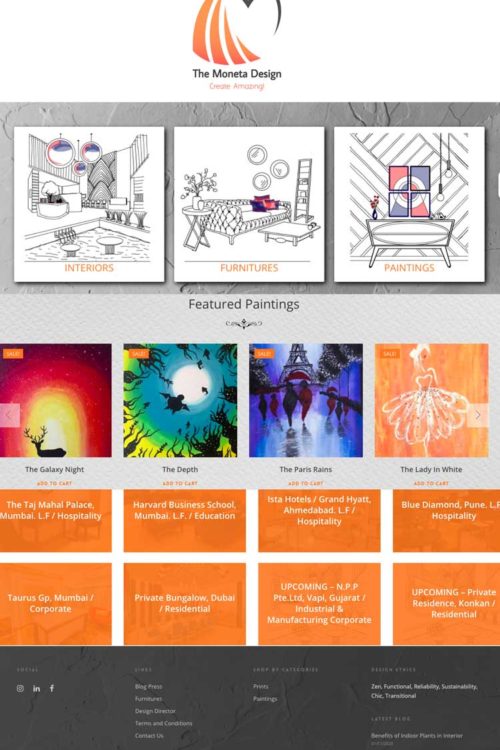 The Moneta Design
Create Amazing!
INTERIORS
FURNITURES
PAINTINGS
Featured Paintings
SALE!
SALE!
SALE!
SALE!
The Galaxy Night
The Depth
The Paris Rains
The Lady In White
ADD TO CART
ADD TO CART
ADD TO CART
ADD TO CART
The Taj Mahal Palace,
Mumbai. L.F / Hospitality
Harvard Business School,
Mumbai. L.F. / Education
Ista Hotels / Grand Hyatt,
Ahmedabad. L.F /
Hospitality
Blue Diamond, Pune. L.F
Hospitality
Taurus Gp, Mumbai /
Corporate
Private Bungalow, Dubai
/ Residential
UPCOMING – N.P.P
Pte.Ltd, Vapi, Gujarat /
Industrial &
Manufacturing Corporate
UPCOMING – Private
Residence, Konkan /
Residential
SOCIAL
LINKS
Blog Press
Furnitures
Design Director
Terms and Conditions
Contact Us
SHOP BY CATEGORIES
Prints
Paintings
DESIGN ETHICS
Zen, Functional, Reliability, Sustainability,
Chic, Transitional
LATEST BLOG
Benefits of Indoor Plants in Interior